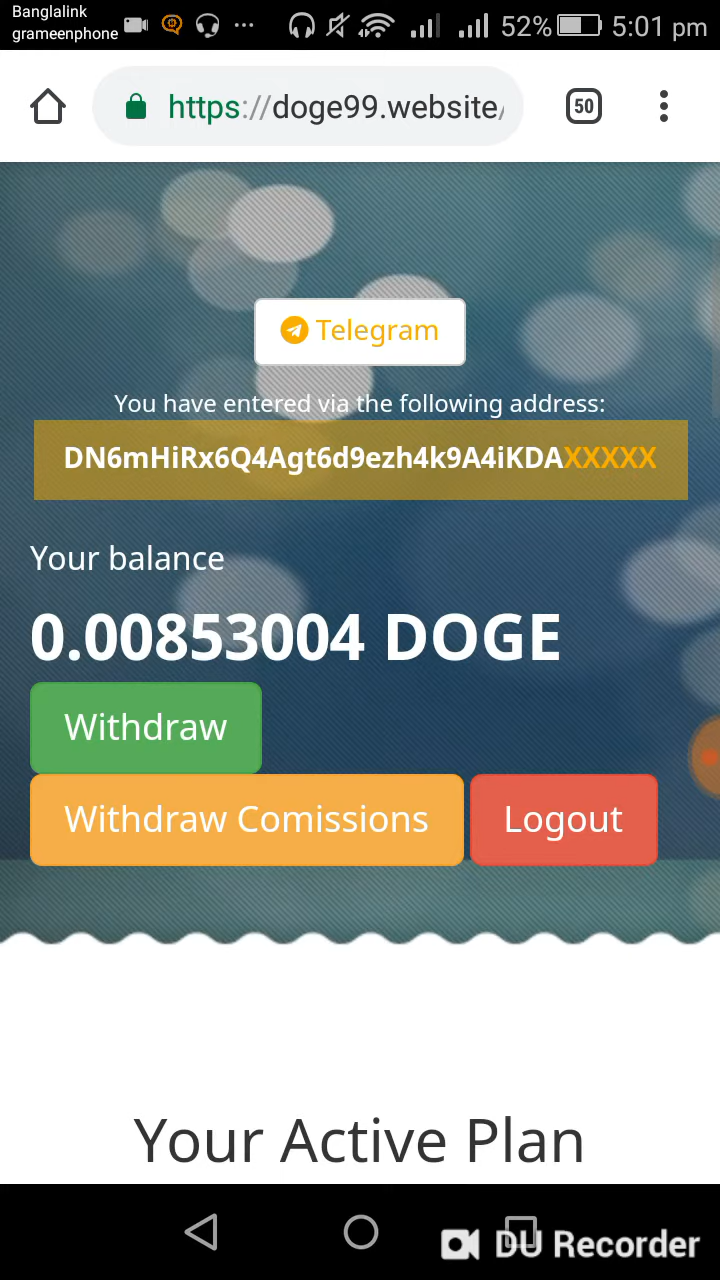 Banglalink
grameenphone
52%
5:01 pm
https://doge99.website/
50
Telegram
You have entered via the following address:
DN6mHiRx6Q4Agt6d9ezh4k9A4iKDAXXXXX
Your balance
0.00853004 DOGE
Withdraw
Withdraw Comissions
Logout
Your Active Plan
DU Recorder